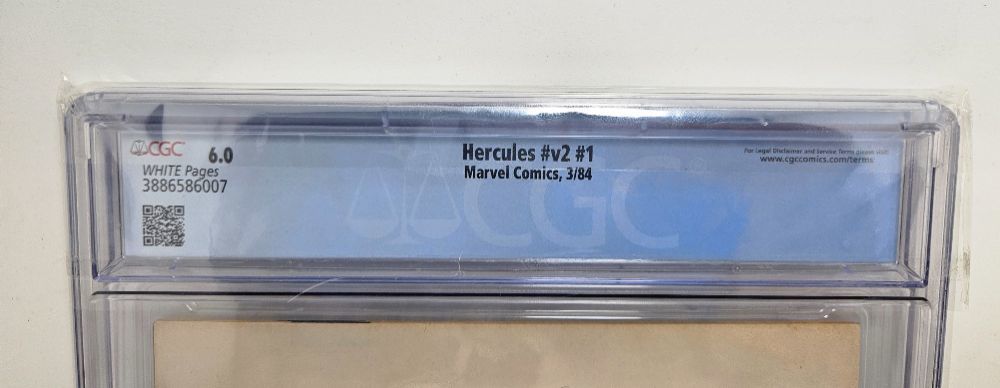 CGC 6.0
WHITE Pages
3886586007
Hercules #v2 #1
Marvel Comics, 3/84
For Legal Disclaimer and Service Terms please visit:
www.cgccomics.com/terms
CGC